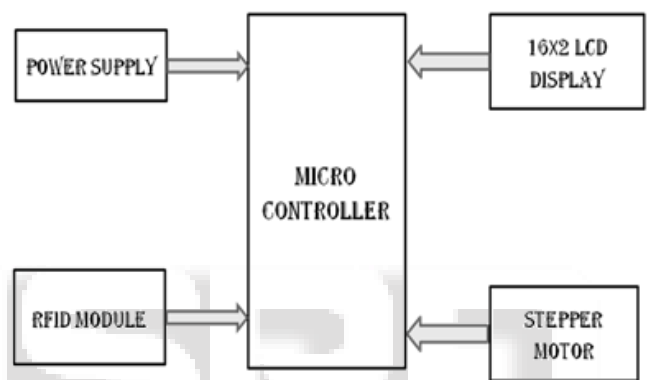 POWER SUPPLY
16X2 LCD
DISPLAY
MICRO
CONTROLLER
RFID MODULE
STEPPER
MOTOR